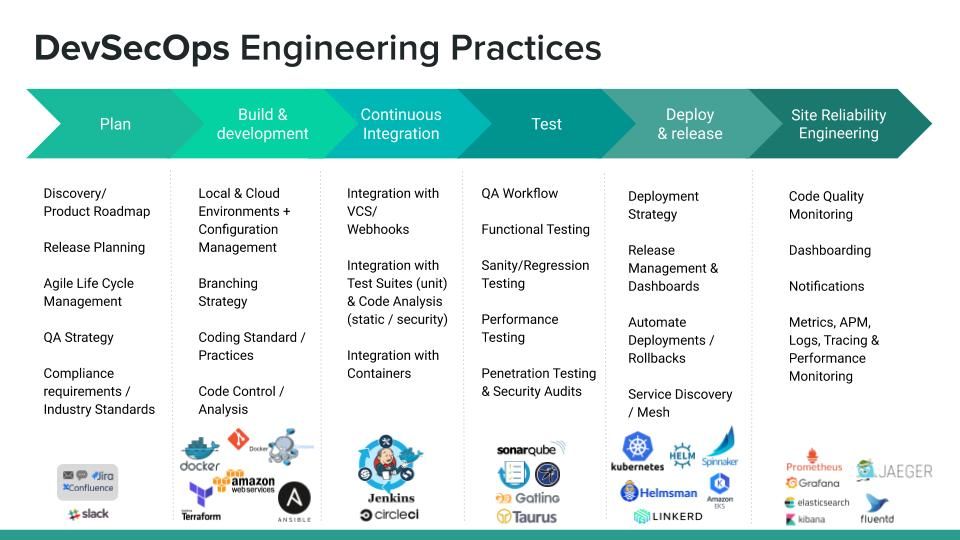 DevSecOps Engineering Practices
Plan
Build &
development
Continuous
Integration
Test
Deploy
& release
Site Reliability
Engineering
Discovery/
Product Roadmap
Release Planning
Agile Life Cycle
Management
QA Strategy
Compliance
requirements /
Industry Standards
Jira
Confluence
slack
Local & Cloud
Environments +
Configuration
Management
Branching
Strategy
Coding Standard /
Practices
Code Control /
Analysis
Docker
docker
amazon
web services
Terraform
ANSIBLE
Integration with
VCS/
Webhooks
Integration with
Test Suites (unit)
& Code Analysis
(static / security)
Integration with
Containers
Jenkins
circleci
QA Workflow
Functional Testing
Sanity/Regression
Testing
Performance
Testing
Penetration Testing
& Security Audits
sonarqube
Gatling
Taurus
Deployment
Strategy
Release
Management &
Dashboards
Automate
Deployments /
Rollbacks
Service Discovery
/ Mesh
kubernetes
HELM
Spinnaker
Helmsman
Amazon
EKS
LINKERD
Code Quality
Monitoring
Dashboarding
Notifications
Metrics, APM,
Logs, Tracing &
Performance
Monitoring
Prometheus
JAEGER
Grafana
elasticsearch
kibana
fluentd